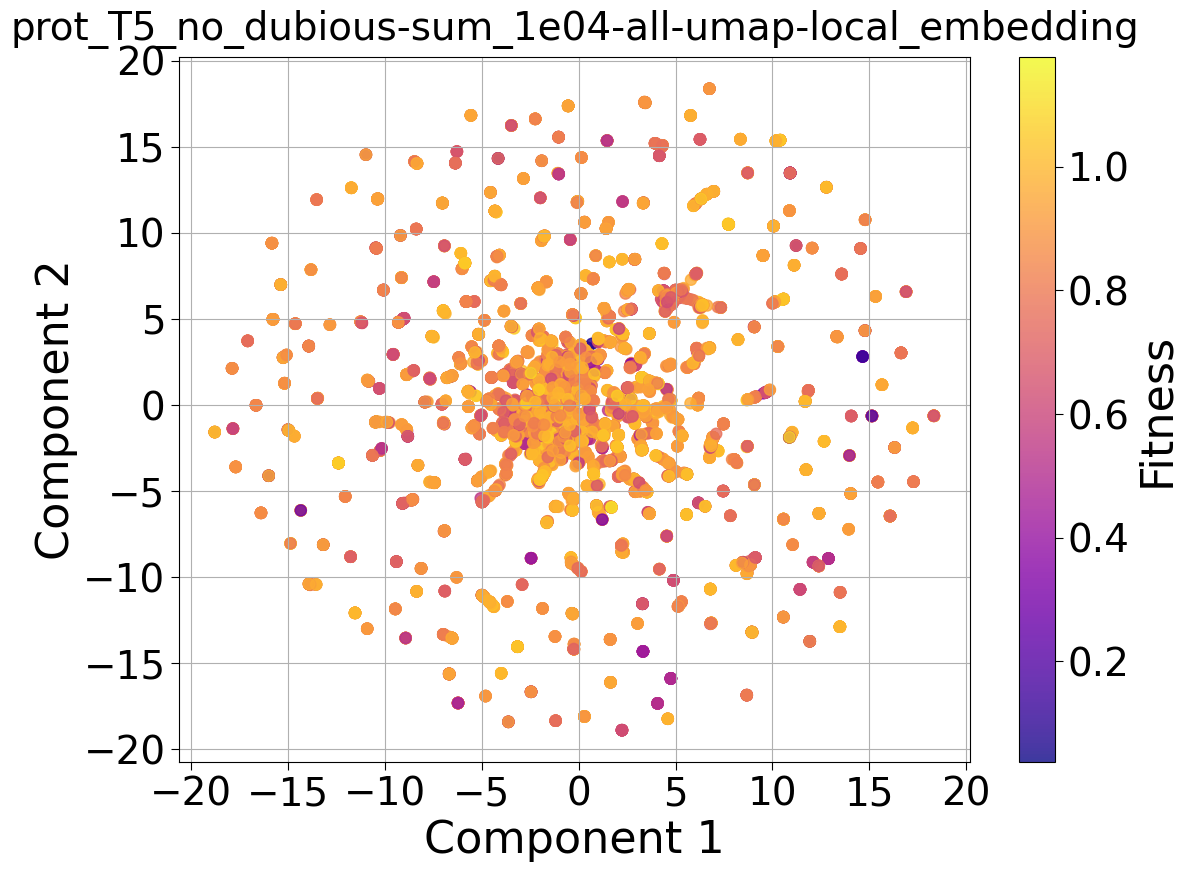 prot_T5_no_dubious-sum_1e04-all-umap-local_embedding
20
15
10
5
0
−5
−10
−15
−20
−20 −15 −10 −5 0 5 10 15 20
Component 1
Component 2
1.0
0.8
0.6
0.4
0.2
Fitness